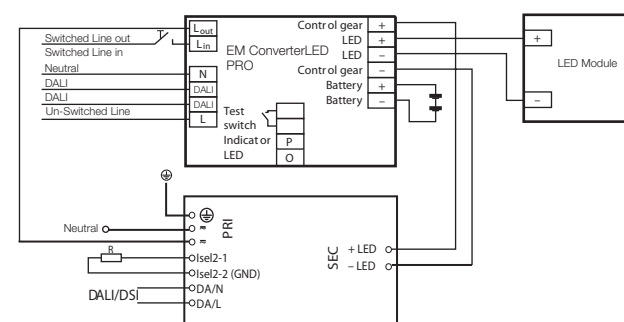 Switched Line out
Switched Line in
Neutral
DALI
DALI
Un-Switched Line
Lout
Lin
N
DALI
DALI
L
EM ConverterLED
PRO
Test
switch
Indicator
LED
P
O
Control gear +
LED +
LED –
Control gear –
Battery +
Battery –
+
LED Module
–
Neutral
R
DALI/DSI
≂
≂
PRI
Isel2-1
Isel2-2 (GND)
DA/N
DA/L
SEC
+ LED
– LED